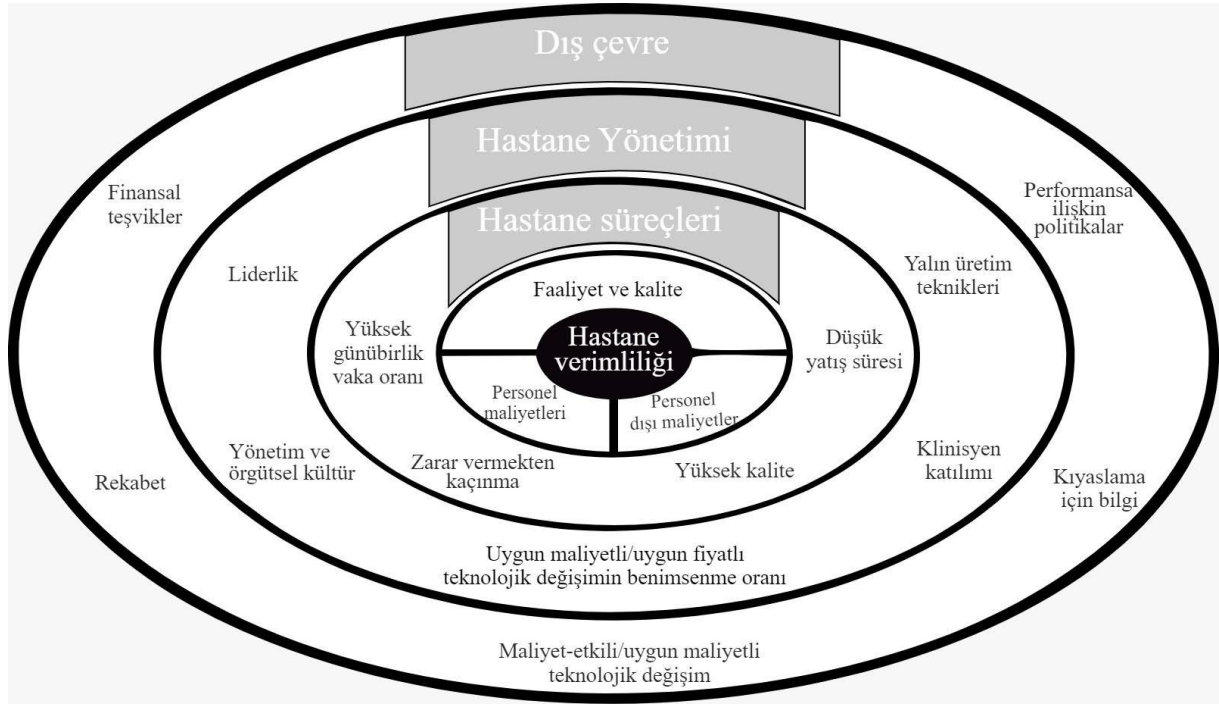 Dış çevre
Hastane Yönetimi
Hastane süreçleri
Finansal
teşvikler
Performansa
ilişkin
politikalar
Liderlik
Yalın üretim
teknikleri
Faaliyet ve kalite
Yüksek
günübirlik
vaka oranı
Hastane
verimliliği
Düşük
yatış süresi
Personel
maliyetleri
Personel
dışı maliyetler
Rekabet
Yönetim ve
örgütsel kültür
Zarar vermekten
kaçınma
Yüksek kalite
Klinisyen
katılımı
Kıyaslama
için bilgi
Uygun maliyetli/uygun fiyatlı
teknolojik değişimin benimsenme oranı
Maliyet-etkili/uygun maliyetli
teknolojik değişim